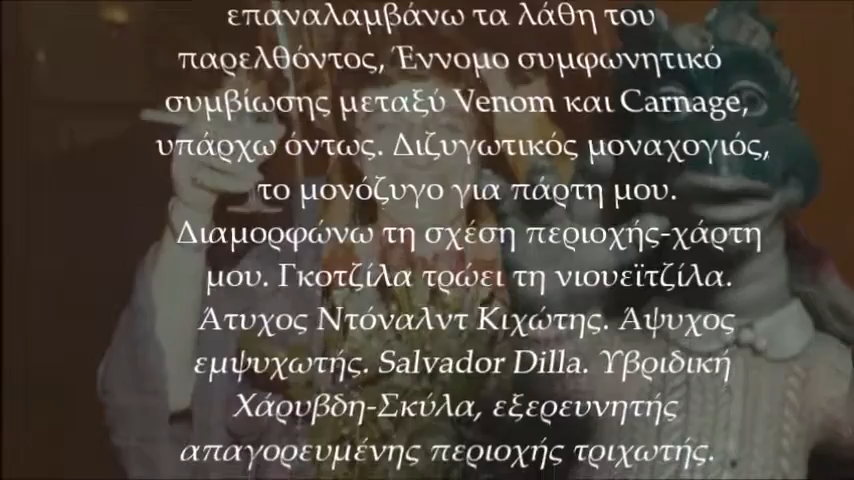 επαναλαμβάνω τα λάθη του
παρελθόντος, Έννομο συμφωνητικό
συμβίωσης μεταξύ Venom και Carnage,
υπάρχω όντως. Διζυγωτικός μοναχογιός,
το μονόζυγο για πάρτη μου.
Διαμορφώνω τη σχέση περιοχής-χάρτη
μου. Γκοτζίλα τρώει τη νιουεϊτζίλα.
Άτυχος Ντόναλντ Κιχώτης. Άψυχος
εμψυχωτής. Salvador Dilla. Υβριδική
Χάρυβδη-Σκύλα, εξερευνητής
απαγορευμένης περιοχής τριχωτής.